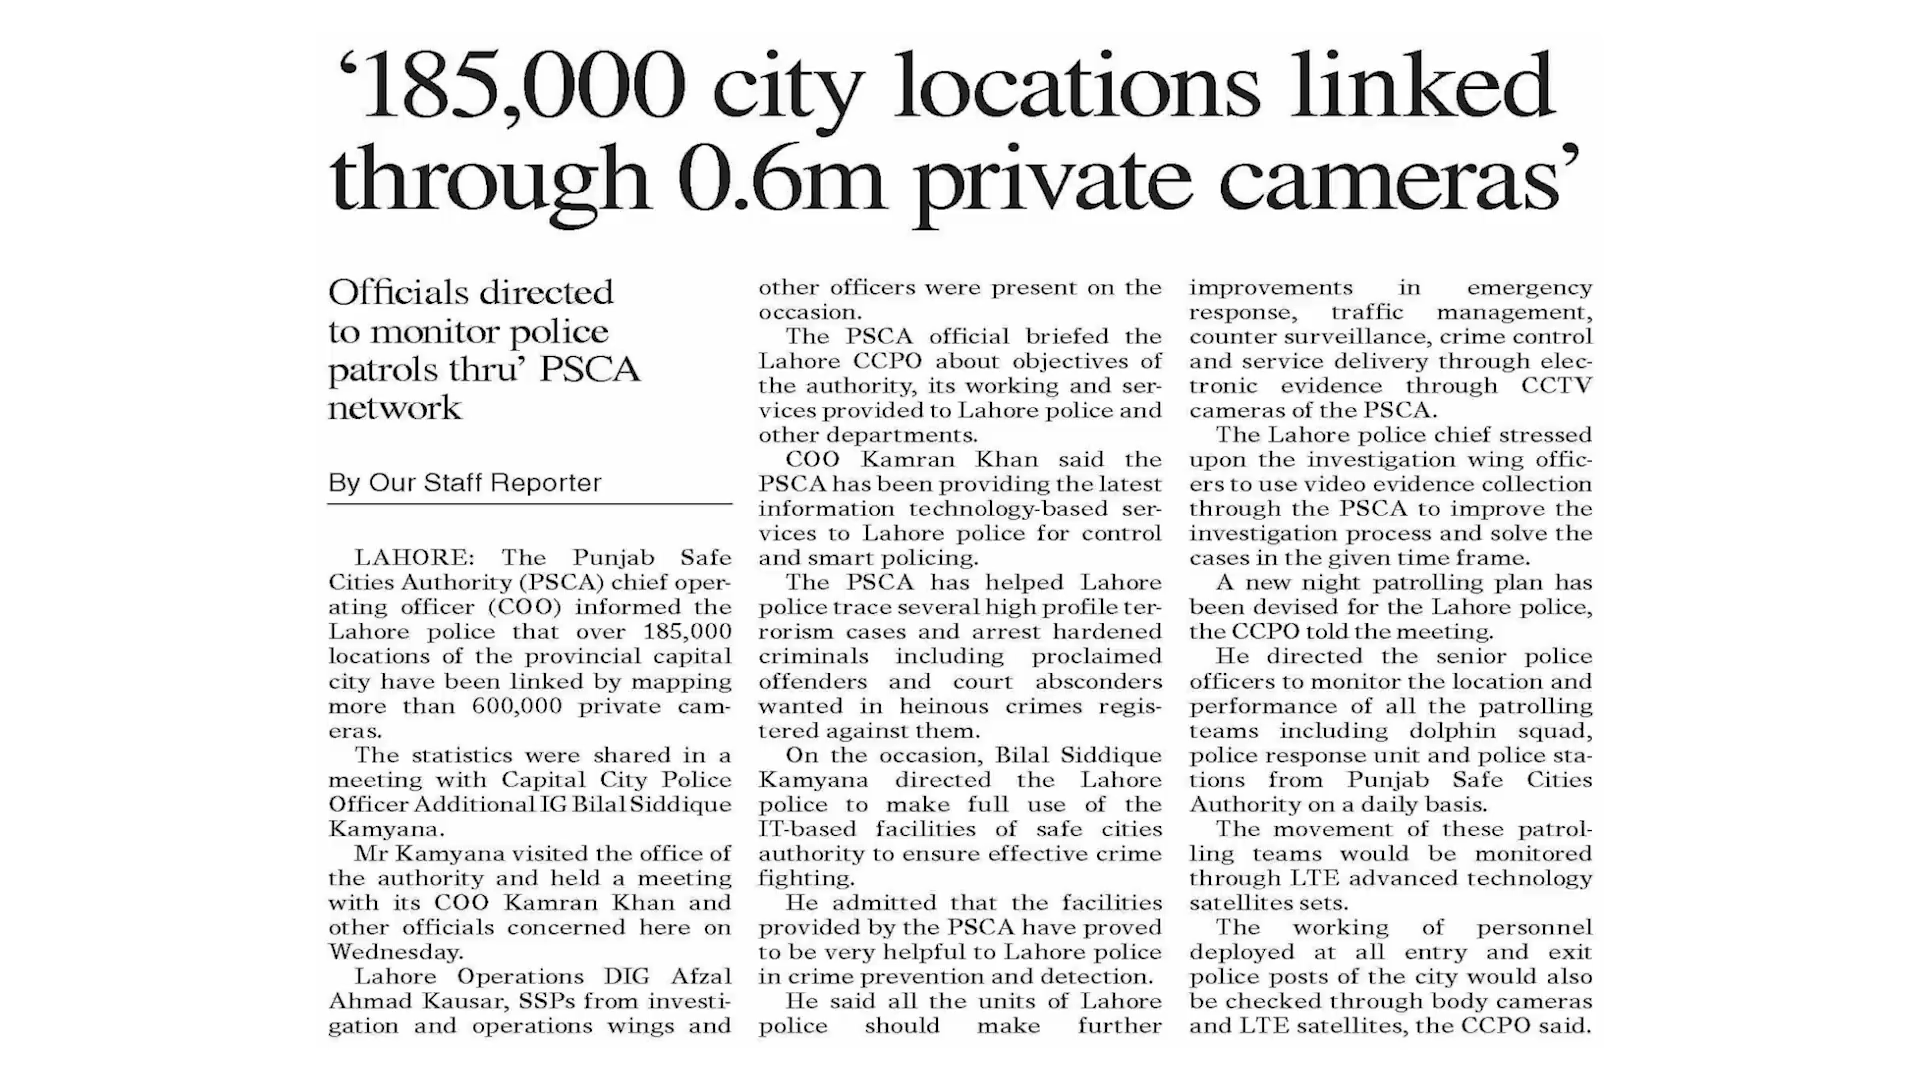 ‘185,000 city locations linked
through 0.6m private cameras’
Officials directed
to monitor police
patrols thru’ PSCA
network
By Our Staff Reporter
LAHORE: The Punjab Safe
Cities Authority (PSCA) chief oper-
ating officer (COO) informed the
Lahore police that over 185,000
locations of the provincial capital
city have been linked by mapping
more than 600,000 private cam-
eras.
The statistics were shared in a
meeting with Capital City Police
Officer Additional IG Bilal Siddique
Kamyana.
Mr Kamyana visited the office of
the authority and held a meeting
with its COO Kamran Khan and
other officials concerned here on
Wednesday.
Lahore Operations DIG Afzal
Ahmad Kausar, SSPs from investi-
gation and operations wings and
other officers were present on the
occasion.
The PSCA official briefed the
Lahore CCPO about objectives of
the authority, its working and ser-
vices provided to Lahore police and
other departments.
COO Kamran Khan said the
PSCA has been providing the latest
information technology-based ser-
vices to Lahore police for control
and smart policing.
The PSCA has helped Lahore
police trace several high profile ter-
rorism cases and arrest hardened
criminals including proclaimed
offenders and court absconders
wanted in heinous crimes regis-
tered against them.
On the occasion, Bilal Siddique
Kamyana directed the Lahore
police to make full use of the
IT-based facilities of safe cities
authority to ensure effective crime
fighting.
He admitted that the facilities
provided by the PSCA have proved
to be very helpful to Lahore police
in crime prevention and detection.
He said all the units of Lahore
police should make further
improvements in emergency
response, traffic management,
counter surveillance, crime control
and service delivery through elec-
tronic evidence through CCTV
cameras of the PSCA.
The Lahore police chief stressed
upon the investigation wing offic-
ers to use video evidence collection
through the PSCA to improve the
investigation process and solve the
cases in the given time frame.
A new night patrolling plan has
been devised for the Lahore police,
the CCPO told the meeting.
He directed the senior police
officers to monitor the location and
performance of all the patrolling
teams including dolphin squad,
police response unit and police sta-
tions from Punjab Safe Cities
Authority on a daily basis.
The movement of these patrol-
ling teams would be monitored
through LTE advanced technology
satellites sets.
The working of personnel
deployed at all entry and exit
police posts of the city would also
be checked through body cameras
and LTE satellites, the CCPO said.